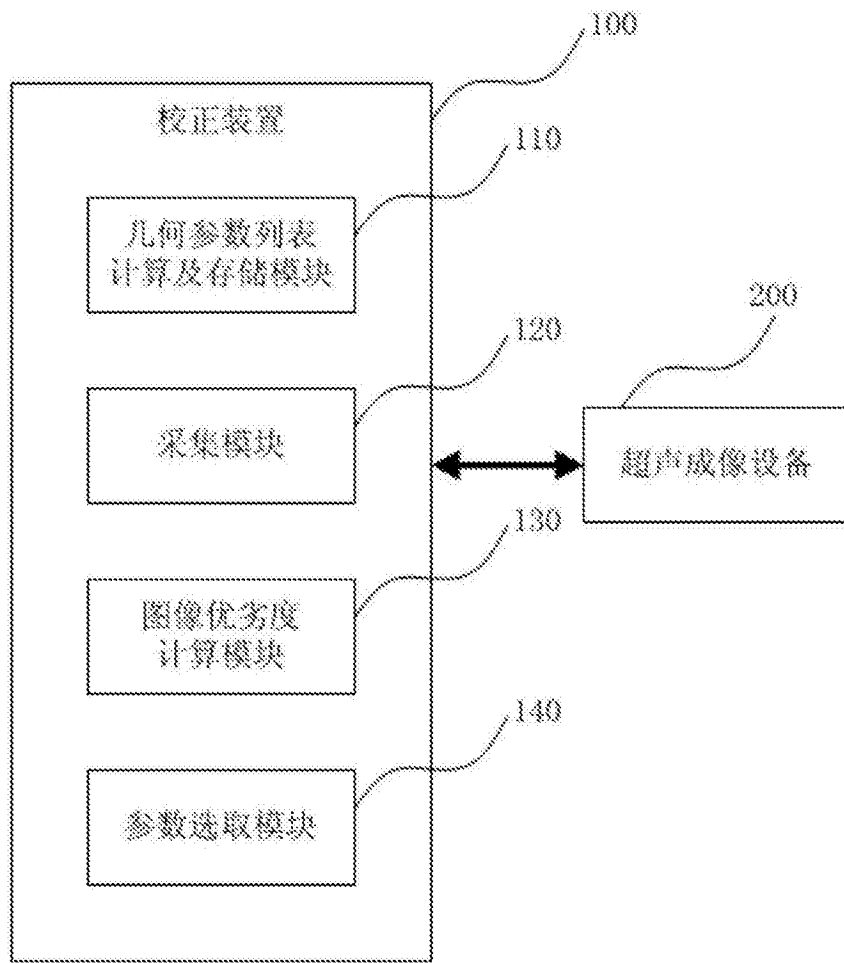 100
校正装置
110
几何参数列表
计算及存储模块
120
采集模块
200
超声成像设备
130
图像优劣度
计算模块
140
参数选取模块